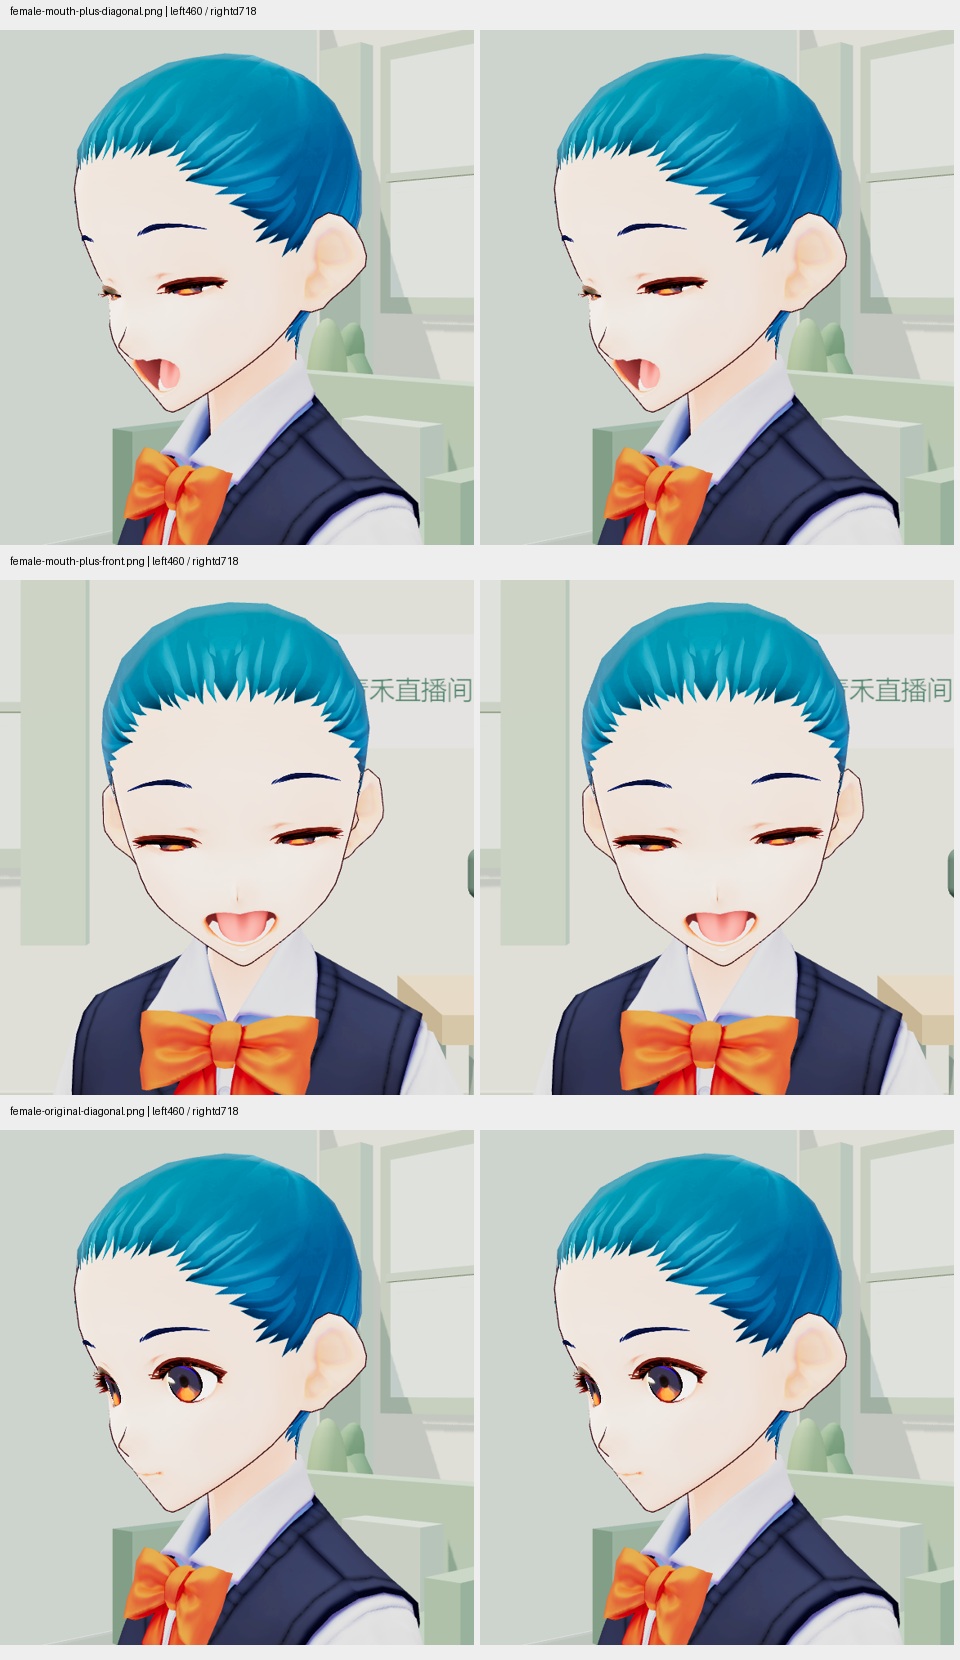 female-mouth-plus-diagonal.png | left460 / rightd718
female-mouth-plus-front.png | left460 / rightd718
禾直播间
禾直播间
female-original-diagonal.png | left460 / rightd718